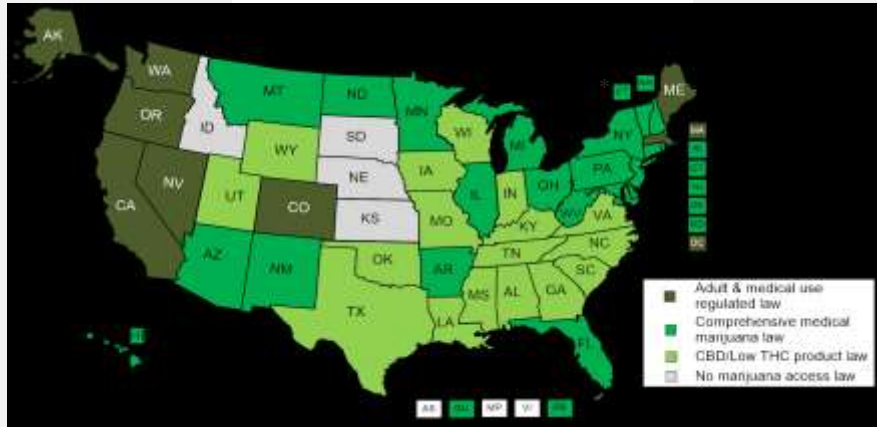 AK
WA
OR
CA
NV
ID
MT
ND
MN
WI
MI
ME
WY
SD
NE
IA
IL
IN
OH
PA
NY
UT
CO
KS
MO
KY
WV
VA
AZ
NM
OK
AR
TN
NC
SC
TX
LA
MS
AL
GA
FL
MA
DC
AS
GU
MP
VI
PR
Adult & medical use
regulated law
Comprehensive medical
marijuana law
CBD/Low THC product law
No marijuana access law